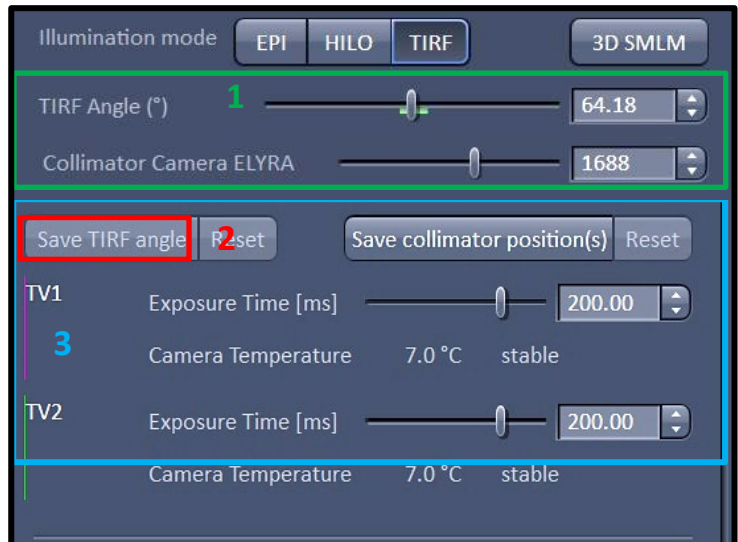 Illumination mode EPI HILO TIRF 3D SMLM
TIRF Angle (°) 1 64.18
Collimator Camera ELYRA 1688
Save TIRF angle Reset 2 Save collimator position(s) Reset
TV1 Exposure Time [ms] 200.00
3 Camera Temperature 7.0 °C stable
TV2 Exposure Time [ms] 200.00
Camera Temperature 7.0 °C stable